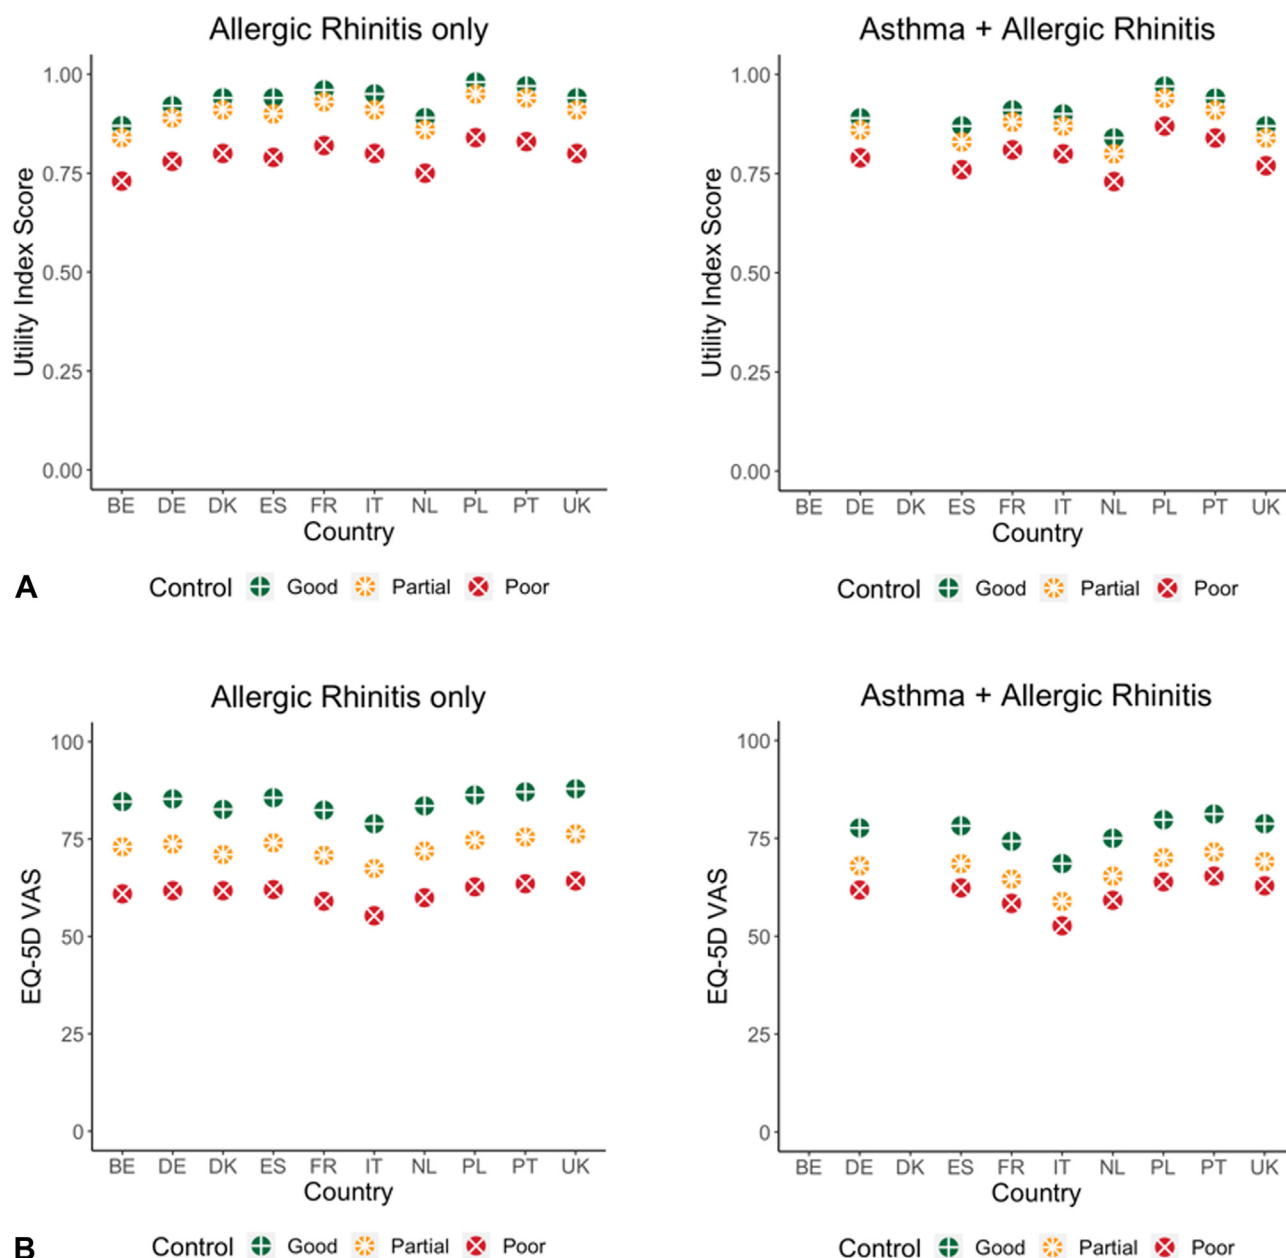 Allergic Rhinitis only
Utility Index Score
1.00
0.75
0.50
0.25
0.00
BE DE DK ES FR IT NL PL PT UK
Country
Control Good Partial Poor
Asthma + Allergic Rhinitis
Utility Index Score
1.00
0.75
0.50
0.25
0.00
BE DE DK ES FR IT NL PL PT UK
Country
Control Good Partial Poor
A
Allergic Rhinitis only
EQ-5D VAS
100
75
50
25
0
BE DE DK ES FR IT NL PL PT UK
Country
Control Good Partial Poor
Asthma + Allergic Rhinitis
EQ-5D VAS
100
75
50
25
0
BE DE DK ES FR IT NL PL PT UK
Country
Control Good Partial Poor
B